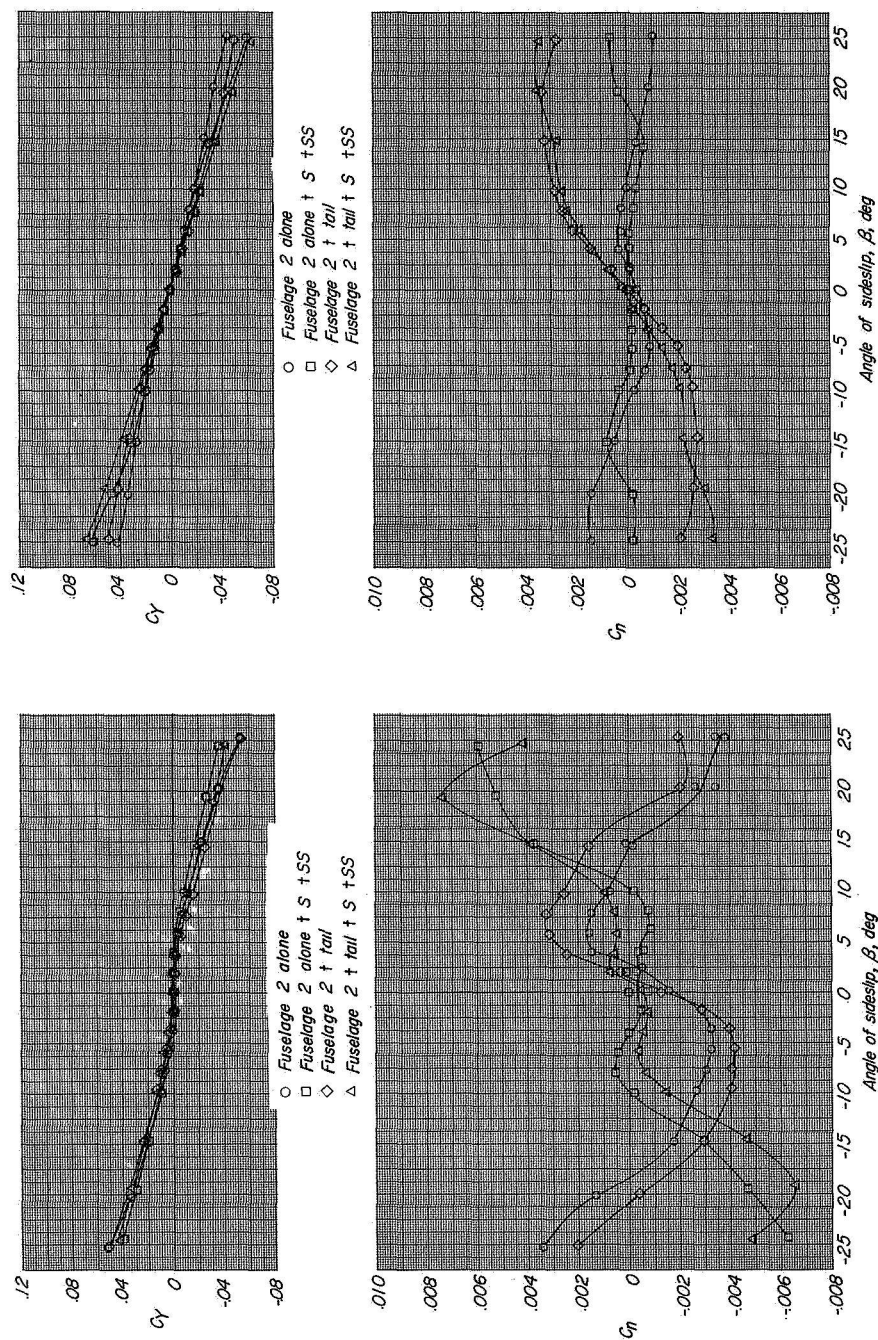 .12
.08
.04
0
-.04
-.08
C_Y
Fuselage 2 alone
Fuselage 2 alone + S +SS
Fuselage 2 + tail
Fuselage 2 + tail + S +SS
.010
.008
.006
.004
.002
0
-.002
-.004
-.006
-.008
C_n
-25 -20 -15 -10 -5 0 5 10 15 20 25
Angle of sideslip, β, deg
.12
.08
.04
0
-.04
-.08
C_Y
Fuselage 2 alone
Fuselage 2 alone + S +SS
Fuselage 2 + tail
Fuselage 2 + tail + S +SS
.010
.008
.006
.004
.002
0
-.002
-.004
-.006
-.008
C_n
-25 -20 -15 -10 -5 0 5 10 15 20 25
Angle of sideslip, β, deg